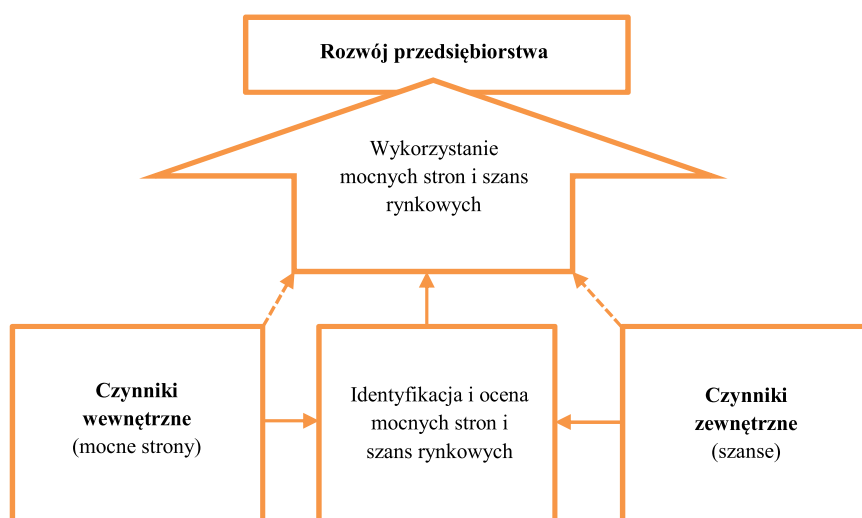 Rozwój przedsiębiorstwa
Wykorzystanie
mocnych stron i szans
rynkowych
Czynniki
wewnętrzne
(mocne strony)
Identyfikacja i ocena
mocnych stron i
szans rynkowych
Czynniki
zewnętrzne
(szanse)